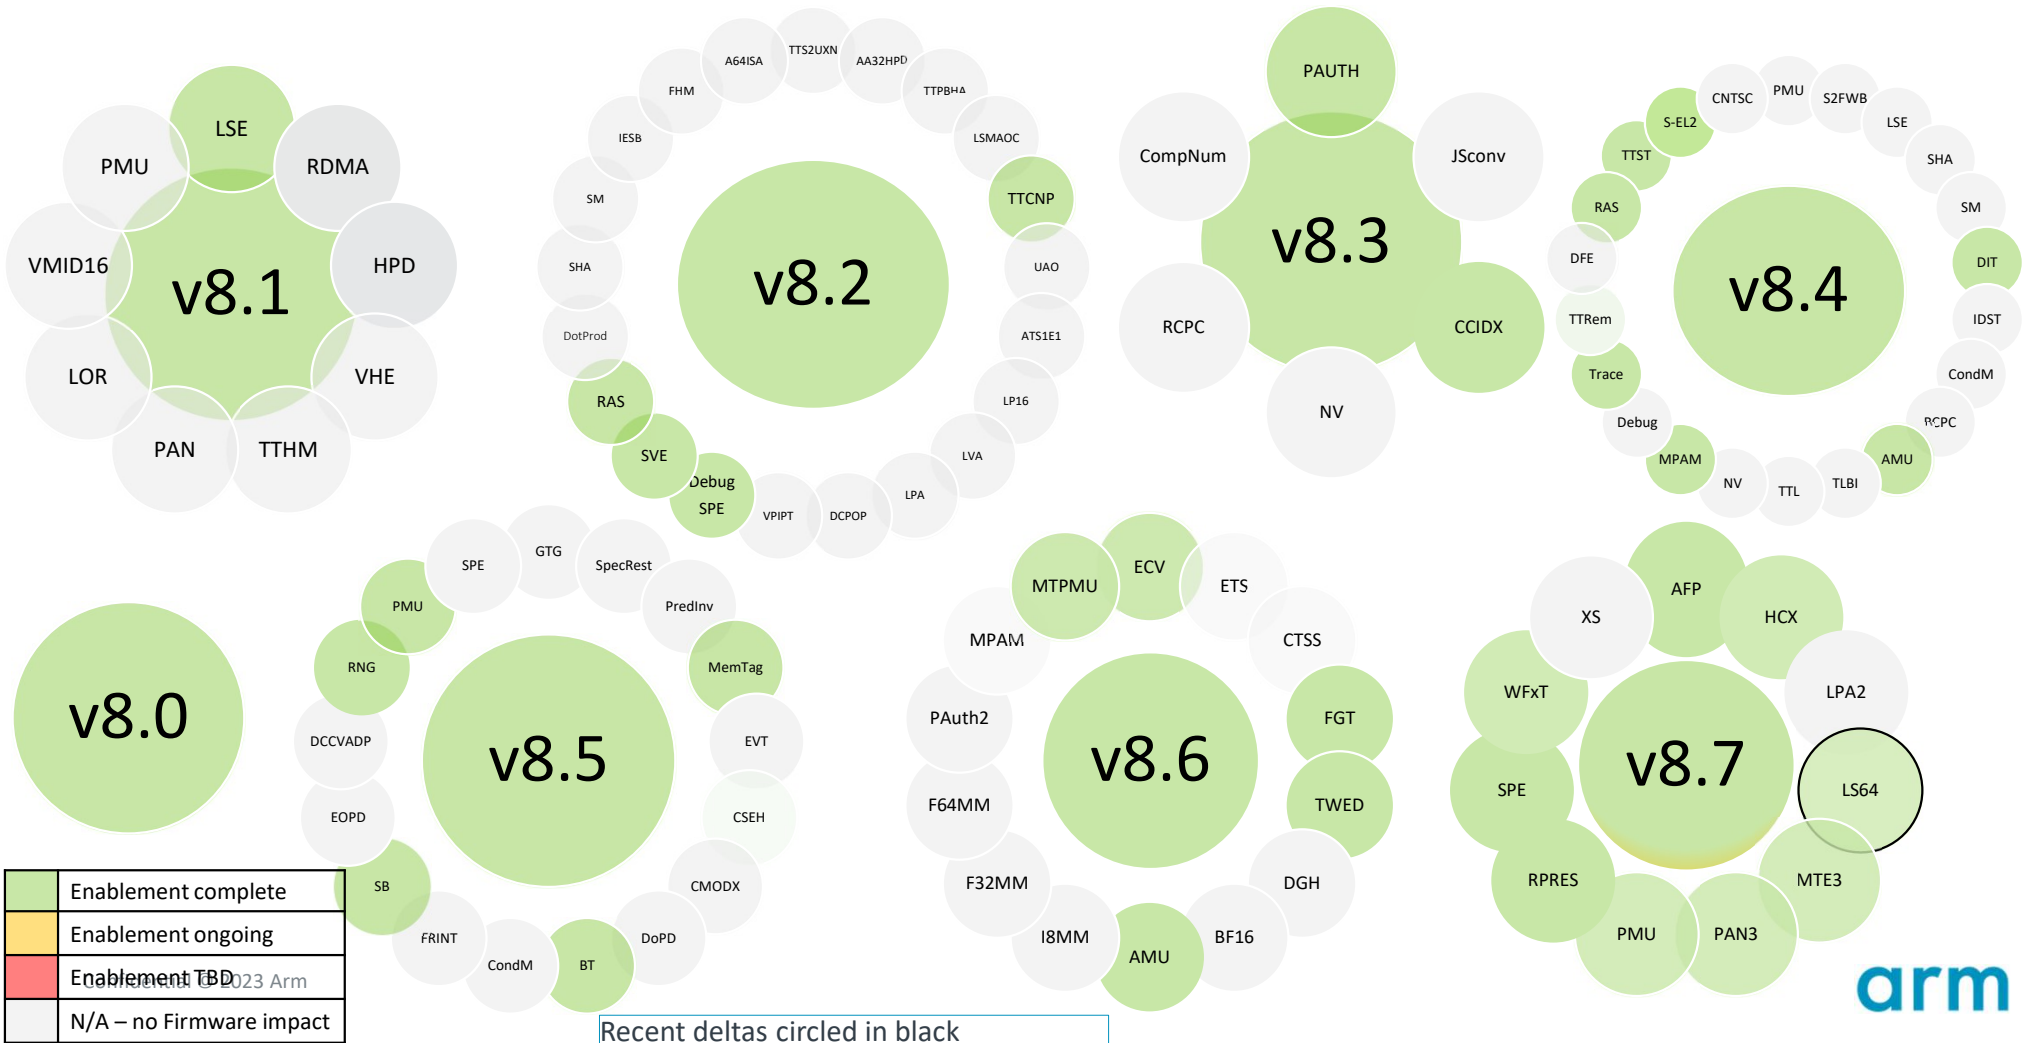 LSE
RDMA
HPD
VHE
TTHM
PAN
LOR
VMID16
PMU
v8.1
TTS2UXN
AA32HPD
TTPBHA
LSMAOC
TTCNP
UAO
ATS1E1
LP16
LVA
LPA
DCPOP
VPIPT
Debug
SPE
SVE
RAS
DotProd
SHA
SM
IESB
FHM
A64ISA
v8.2
PAUTH
JSconv
CCIDX
NV
RCPC
CompNum
v8.3
PMU
S2FWB
LSE
SHA
SM
DIT
IDST
CondM
RCPC
AMU
TLBI
TTL
NV
MPAM
Debug
Trace
TTRem
DFE
RAS
TTST
S-EL2
CNTSC
v8.4
v8.0
GTG
SpecRest
PredInv
MemTag
EVT
CSEH
CMODX
DoPD
BT
CondM
FRINT
SB
EOPD
DCCVADP
RNG
PMU
SPE
v8.5
ECV
ETS
CTSS
FGT
TWED
DGH
BF16
AMU
I8MM
F32MM
F64MM
PAuth2
MPAM
MTPMU
v8.6
AFP
HCX
LPA2
LS64
MTE3
PAN3
PMU
RPRES
SPE
WFxT
XS
v8.7
Enablement complete
Enablement ongoing
Enablement TBD
Confidential © 2023 Arm
N/A – no Firmware impact
Recent deltas circled in black
arm